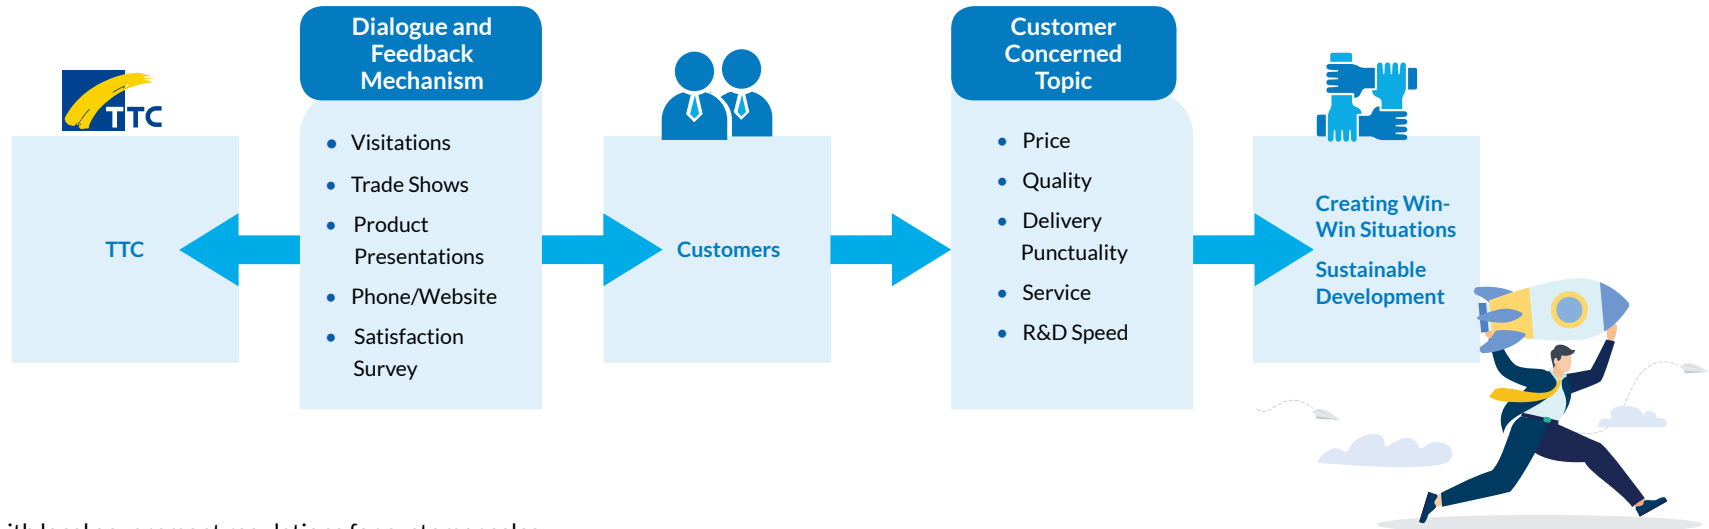 TTC
TTC
Dialogue and
Feedback
Mechanism
• Visitations
• Trade Shows
• Product
Presentations
• Phone/Website
• Satisfaction
Survey
Customers
Customer
Concerned
Topic
• Price
• Quality
• Delivery
Punctuality
• Service
• R&D Speed
Creating Win-
Win Situations
Sustainable
Development